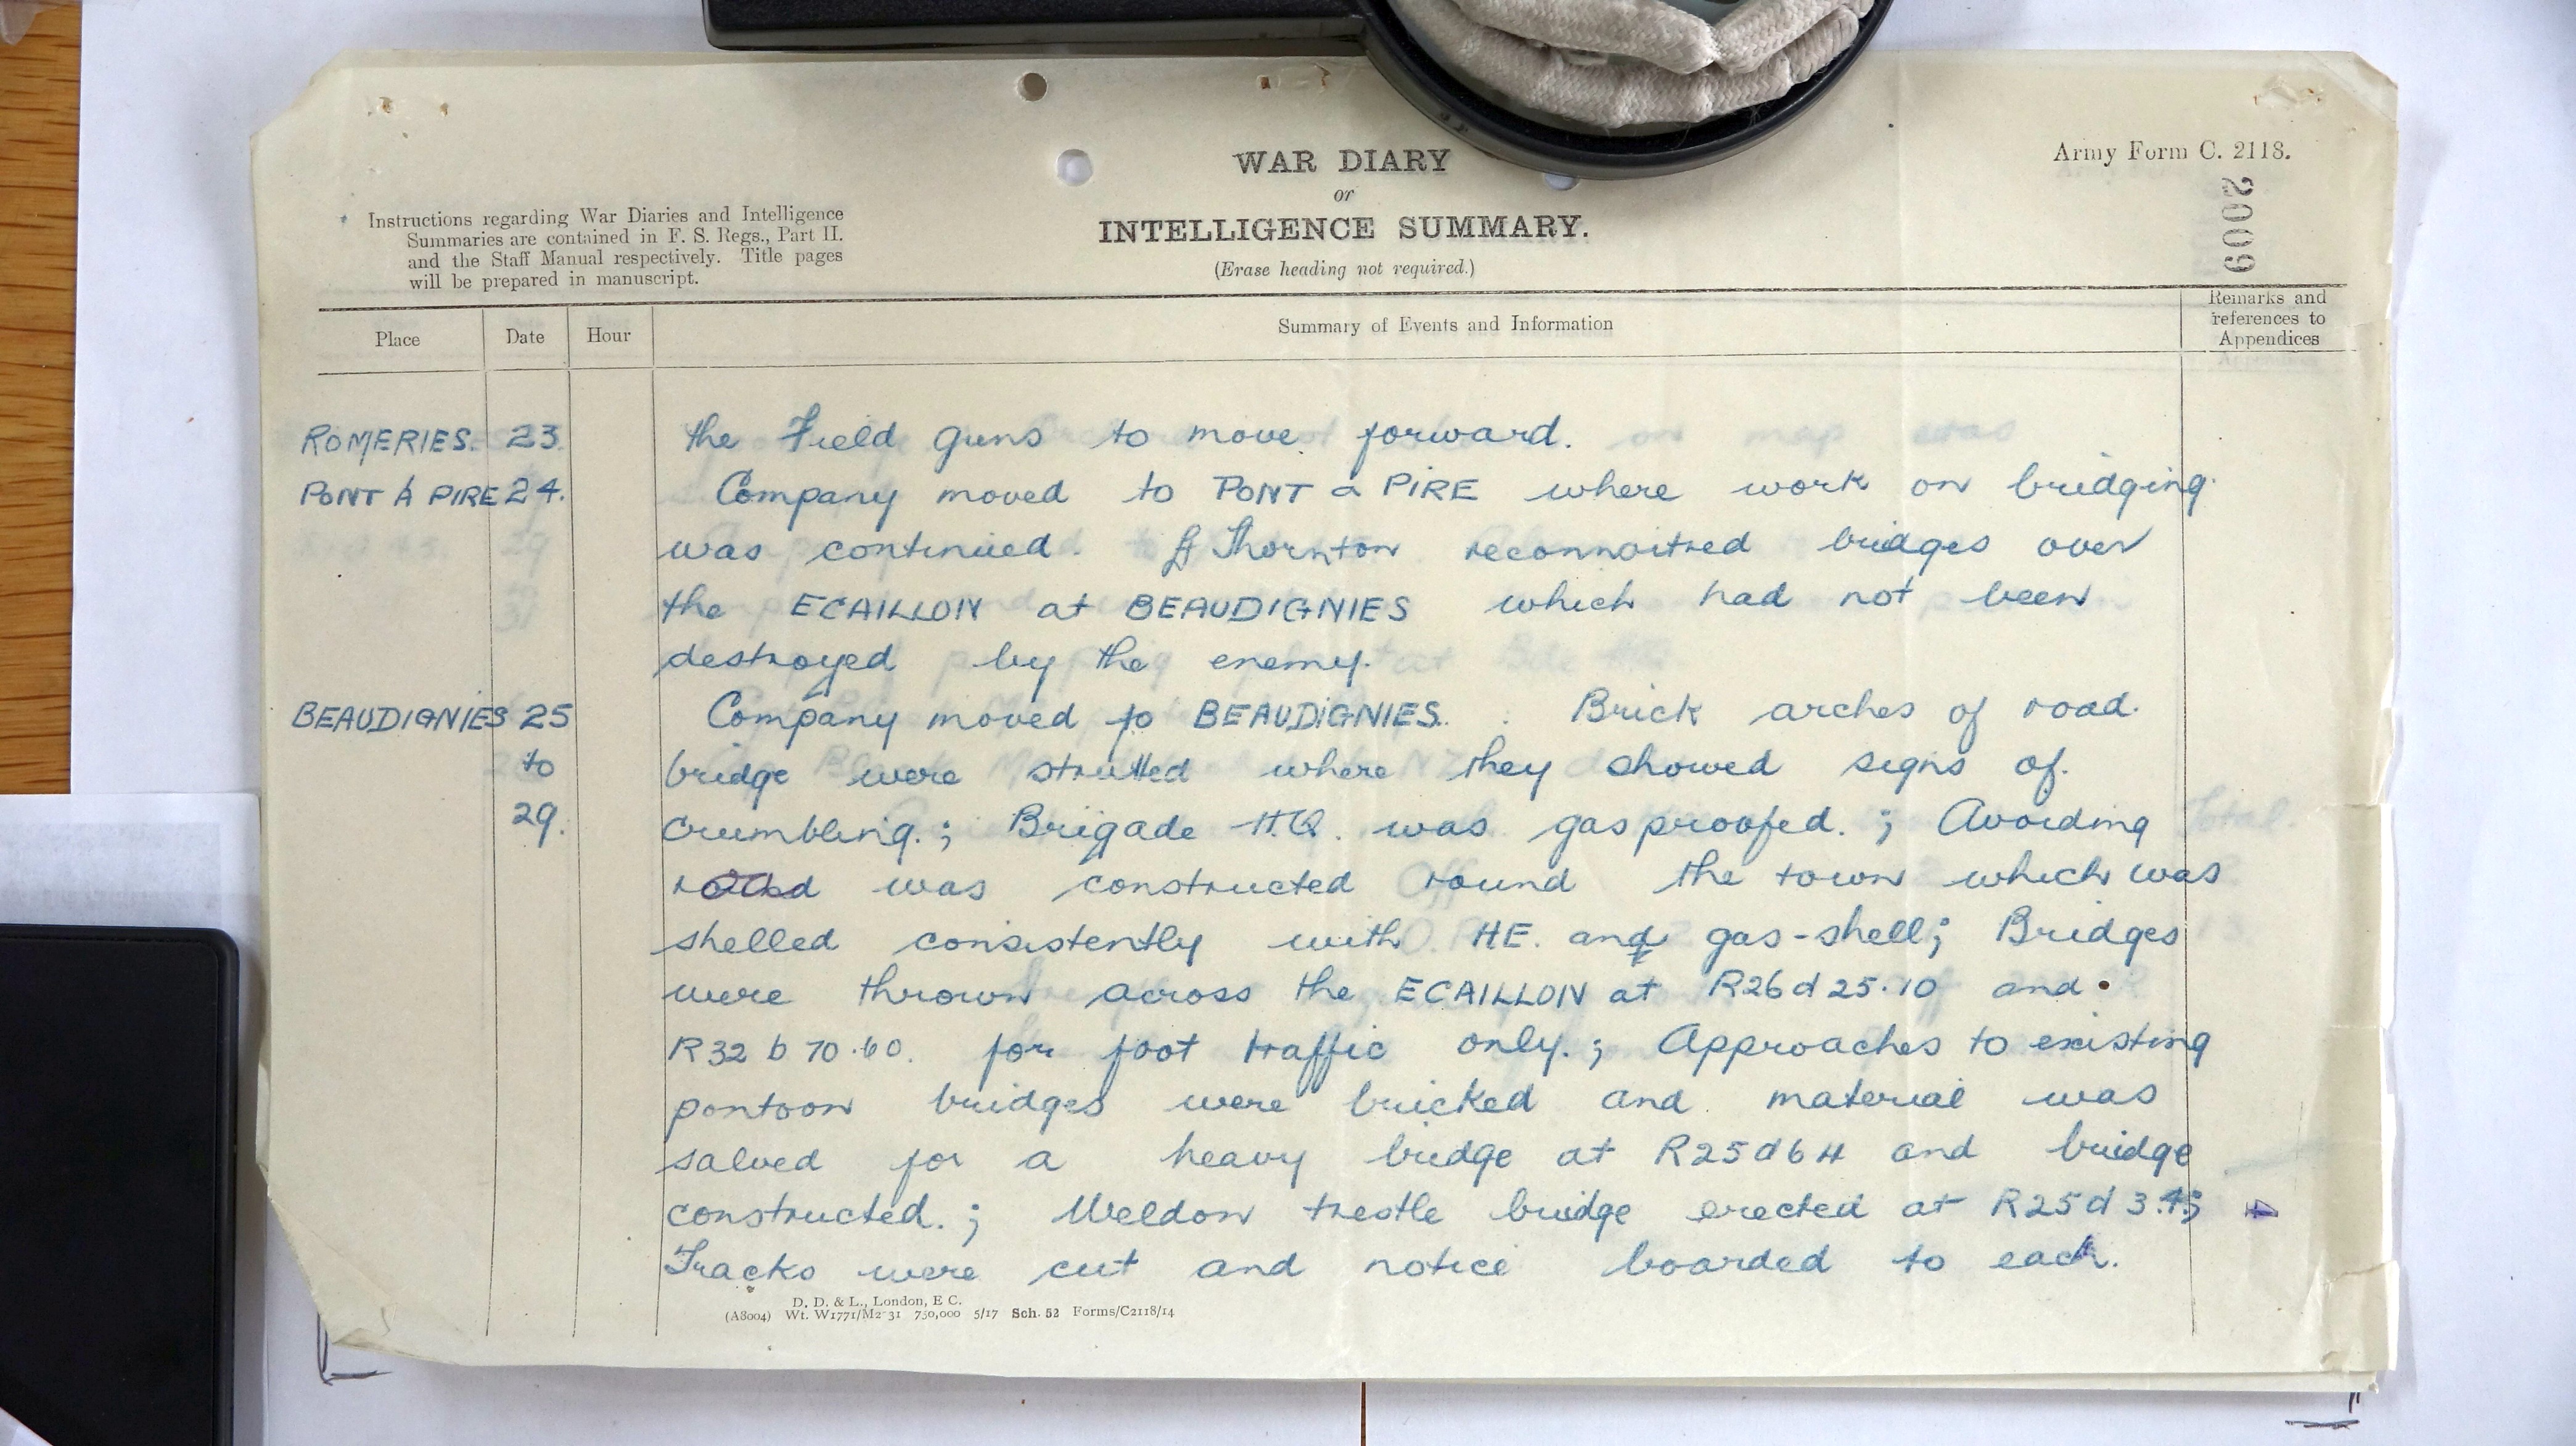 WAR DIARY
or
INTELLIGENCE SUMMARY.
(Erase heading not required.)
Army Form C. 2118.
2009
Instructions regarding War Diaries and Intelligence
Summaries are contained in F. S. Regs., Part II.
and the Staff Manual respectively. Title pages
will be prepared in manuscript.
Place Date Hour Summary of Events and Information Remarks and references to Appendices
ROMERIES. 23 the Field guns to move forward.
PONT À PIRE 24. Company moved to PONT a PIRE where work on bridging
was continued. Lt Thornton reconnoitred bridges over
the ECAILLON at BEAUDIGNIES which had not been
destroyed by the enemy.
BEAUDIGNIES 25 Company moved to BEAUDIGNIES. Brick arches of road
to bridge were strutted where they showed signs of
29. crumbling.; Brigade H.Q. was gasproofed.; Avoiding
road was constructed round the town which was
shelled consistently with HE. and gas-shell; Bridges
were thrown across the ECAILLON at R26d25.10 and
R32b70.60. for foot traffic only.; Approaches to existing
pontoon bridges were bricked and material was
salved for a heavy bridge at R25d64 and bridge
constructed.; Weldon trestle bridge erected at R25d3.4;
Tracks were cut and notice boarded to each.
D. D. & L., London, E C.
(A8004) Wt. W1771/M2-31 750,000 5/17 Sch. 52 Forms/C2118/14